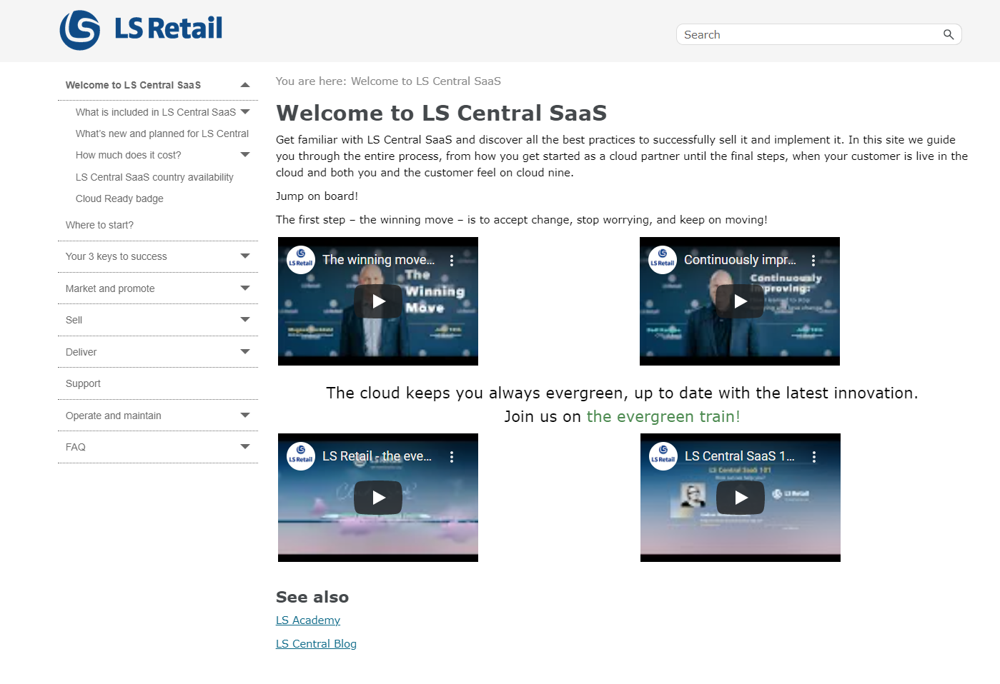 LS Retail
Search
Welcome to LS Central SaaS
What is included in LS Central SaaS
What's new and planned for LS Central
How much does it cost?
LS Central SaaS country availability
Cloud Ready badge
Where to start?
Your 3 keys to success
Market and promote
Sell
Deliver
Support
Operate and maintain
FAQ
You are here: Welcome to LS Central SaaS
Welcome to LS Central SaaS
Get familiar with LS Central SaaS and discover all the best practices to successfully sell it and implement it. In this site we guide
you through the entire process, from how you get started as a cloud partner until the final steps, when your customer is live in the
cloud and both you and the customer feel on cloud nine.
Jump on board!
The first step – the winning move – is to accept change, stop worrying, and keep on moving!
LS Retail
The winning move...
The
Winning
Move
LS Retail
Continuously impr...
Continuously
Improving:
The cloud keeps you always evergreen, up to date with the latest innovation.
Join us on the evergreen train!
LS Retail
LS Retail - the eve...
LS Retail
LS Central SaaS 1...
LS Central SaaS 101
LS Retail
See also
LS Academy
LS Central Blog